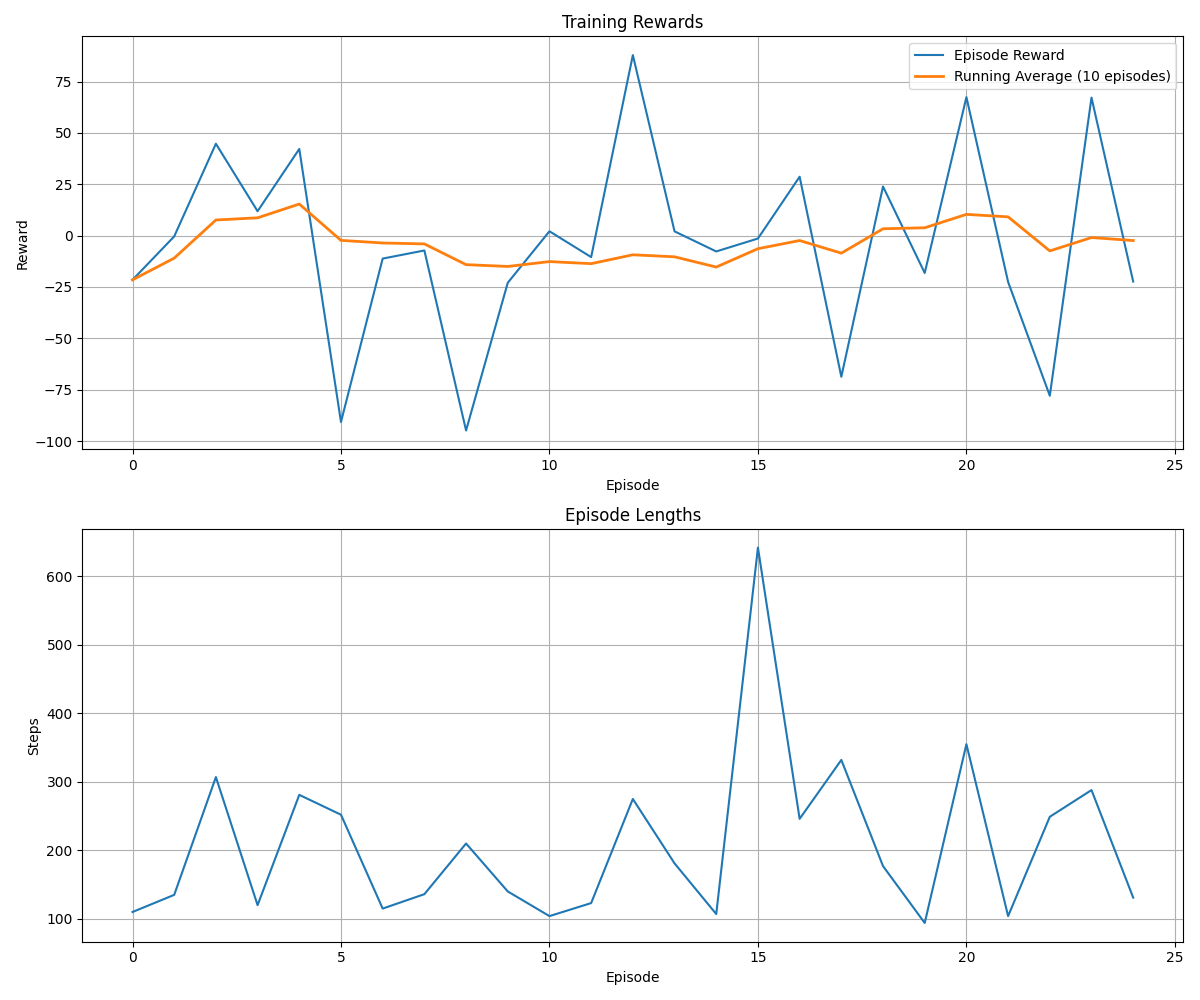 Training Rewards
Episode Reward
Running Average (10 episodes)
75
50
25
0
−25
−50
−75
−100
Reward
0 5 10 15 20 25
Episode
Episode Lengths
600
500
400
300
200
100
Steps
0 5 10 15 20 25
Episode